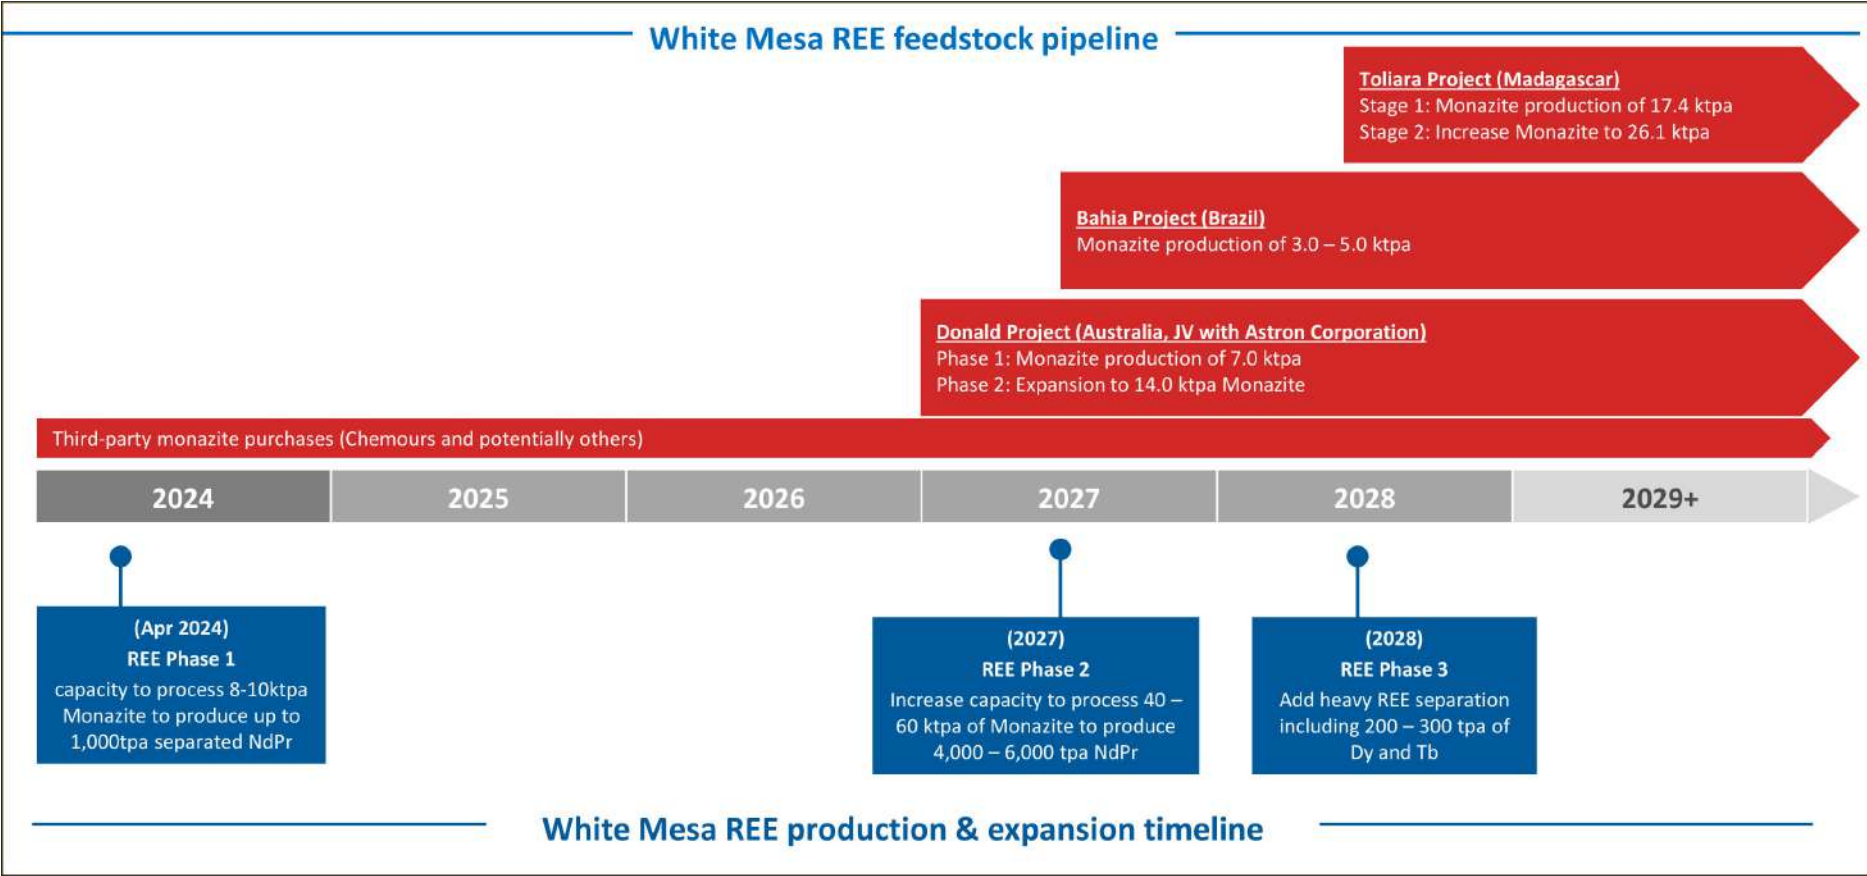 White Mesa REE feedstock pipeline
Toliara Project (Madagascar)
Stage 1: Monazite production of 17.4 ktpa
Stage 2: Increase Monazite to 26.1 ktpa
Bahia Project (Brazil)
Monazite production of 3.0 – 5.0 ktpa
Donald Project (Australia, JV with Astron Corporation)
Phase 1: Monazite production of 7.0 ktpa
Phase 2: Expansion to 14.0 ktpa Monazite
Third-party monazite purchases (Chemours and potentially others)
2024
2025
2026
2027
2028
2029+
(Apr 2024)
REE Phase 1
capacity to process 8-10ktpa
Monazite to produce up to
1,000tpa separated NdPr
(2027)
REE Phase 2
Increase capacity to process 40 –
60 ktpa of Monazite to produce
4,000 – 6,000 tpa NdPr
(2028)
REE Phase 3
Add heavy REE separation
including 200 – 300 tpa of
Dy and Tb
White Mesa REE production & expansion timeline